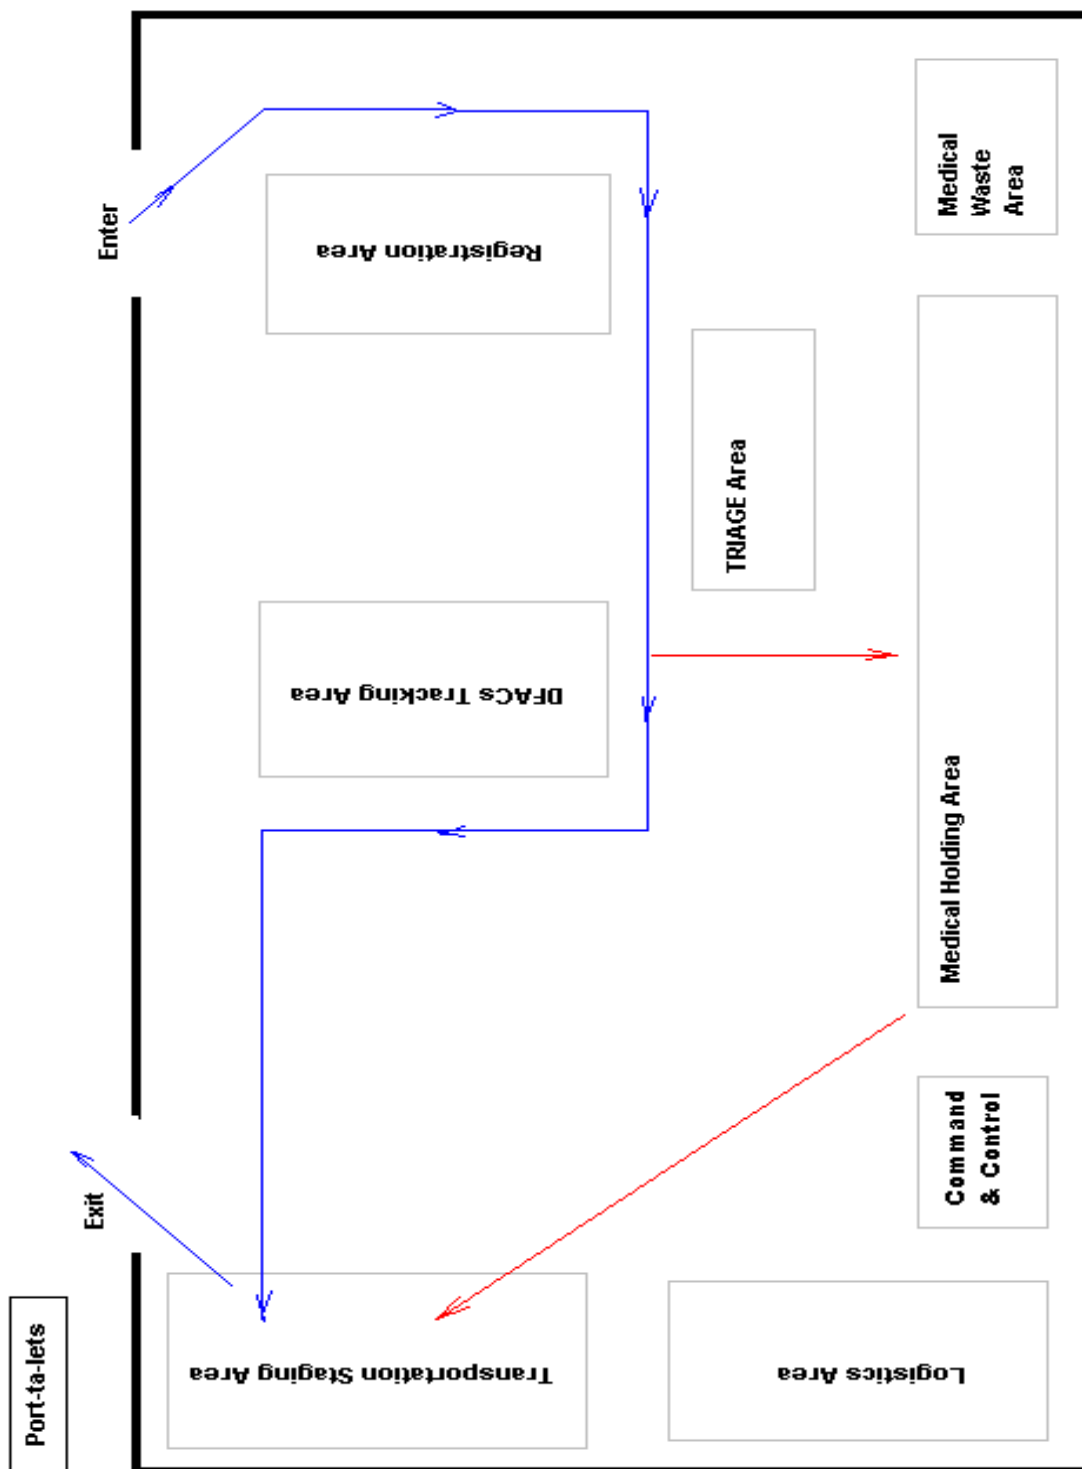 Enter
Registration Area
Medical
Waste
Area
TRIAGE Area
DFACs Tracking Area
Medical Holding Area
Exit
Command
& Control
Port-ta-lets
Transportation Staging Area
Logistics Area